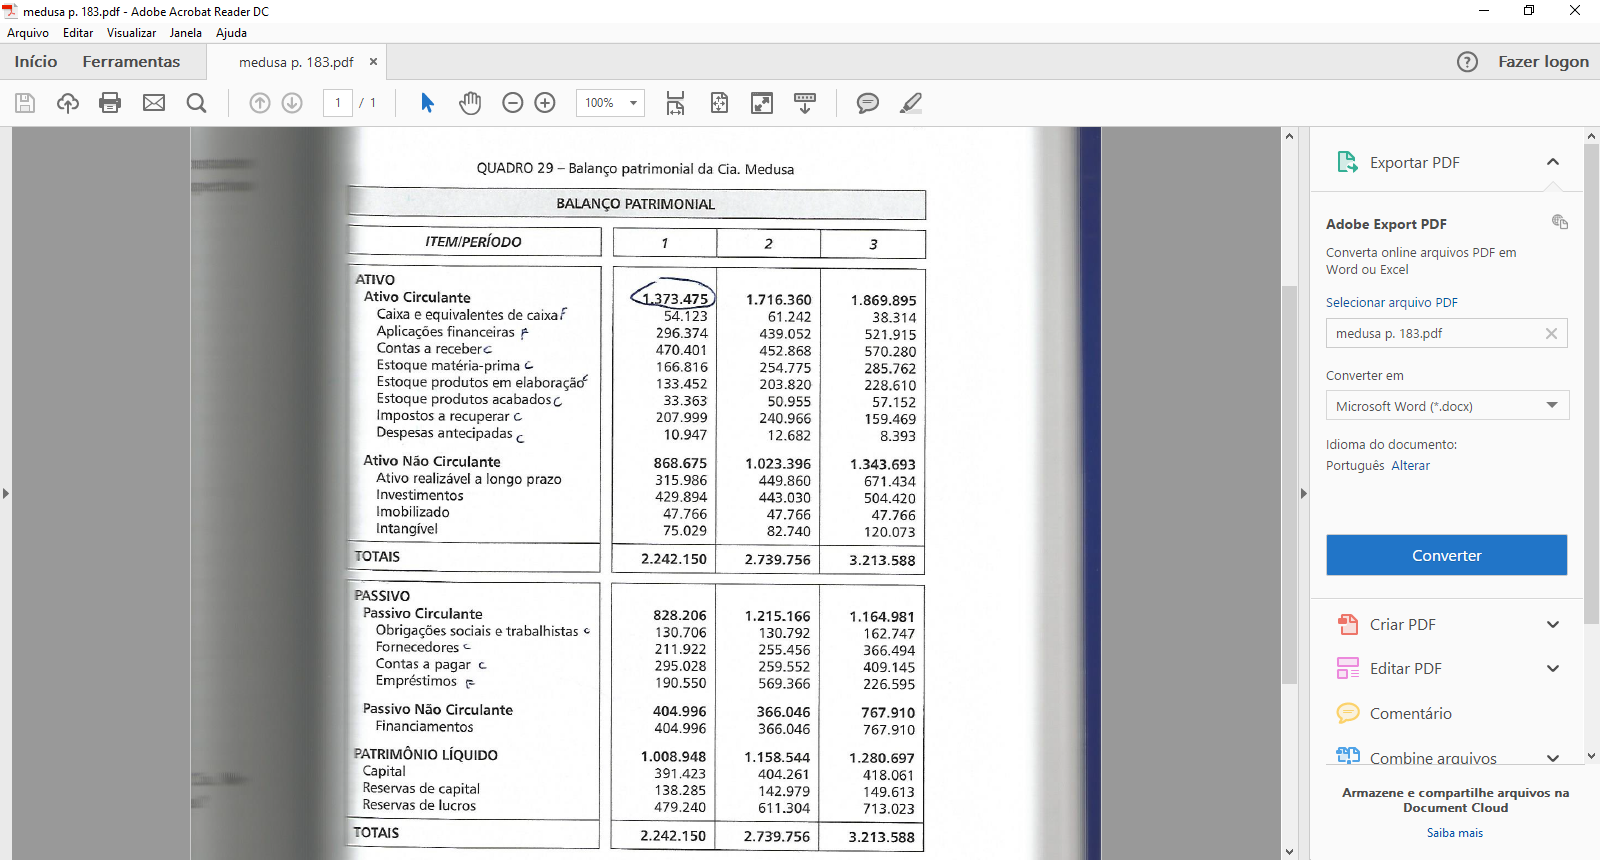 medusa p. 183.pdf - Adobe Acrobat Reader DC
Arquivo Editar Visualizar Janela Ajuda
Início Ferramentas medusa p. 183.pdf × Fazer logon
1 / 1 100%
QUADRO 29 – Balanço patrimonial da Cia. Medusa
BALANÇO PATRIMONIAL
ITEM/PERÍODO 1 2 3
ATIVO
Ativo Circulante 1.373.475 1.716.360 1.869.895
Caixa e equivalentes de caixa F 54.123 61.242 38.314
Aplicações financeiras F 296.374 439.052 521.915
Contas a receber C 470.401 452.868 570.280
Estoque matéria-prima C 166.816 254.775 285.762
Estoque produtos em elaboração C 133.452 203.820 228.610
Estoque produtos acabados C 33.363 50.955 57.152
Impostos a recuperar C 207.999 240.966 159.469
Despesas antecipadas C 10.947 12.682 8.393
Ativo Não Circulante 868.675 1.023.396 1.343.693
Ativo realizável a longo prazo 315.986 449.860 671.434
Investimentos 429.894 443.030 504.420
Imobilizado 47.766 47.766 47.766
Intangível 75.029 82.740 120.073
TOTAIS 2.242.150 2.739.756 3.213.588
PASSIVO
Passivo Circulante 828.206 1.215.166 1.164.981
Obrigações sociais e trabalhistas C 130.706 130.792 162.747
Fornecedores C 211.922 255.456 366.494
Contas a pagar C 295.028 259.552 409.145
Empréstimos F 190.550 569.366 226.595
Passivo Não Circulante 404.996 366.046 767.910
Financiamentos 404.996 366.046 767.910
PATRIMÔNIO LÍQUIDO 1.008.948 1.158.544 1.280.697
Capital 391.423 404.261 418.061
Reservas de capital 138.285 142.979 149.613
Reservas de lucros 479.240 611.304 713.023
TOTAIS 2.242.150 2.739.756 3.213.588
Exportar PDF
Adobe Export PDF
Converta online arquivos PDF em
Word ou Excel
Selecionar arquivo PDF
medusa p. 183.pdf
Converter em
Microsoft Word (*.docx)
Idioma do documento:
Português Alterar
Converter
Criar PDF
Editar PDF
Comentário
Combine arquivos
Armazene e compartilhe arquivos na
Document Cloud
Saiba mais